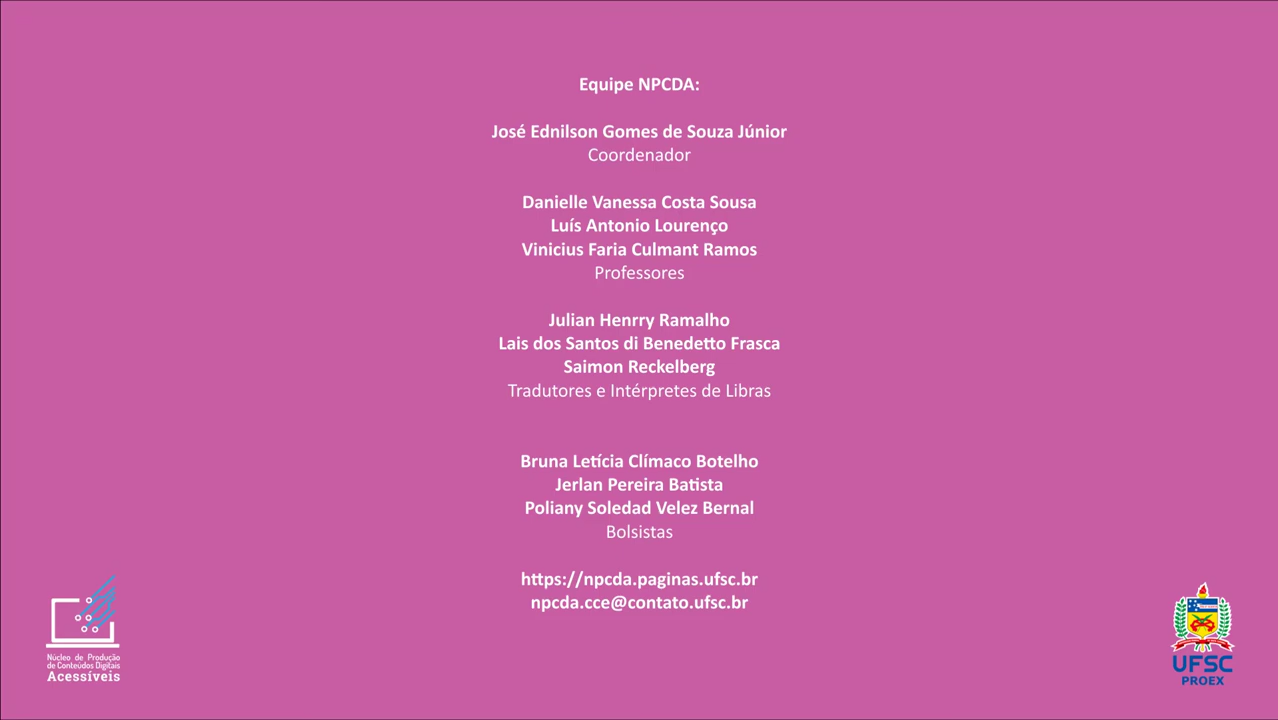 Equipe NPCDA:
José Ednilson Gomes de Souza Júnior
Coordenador
Danielle Vanessa Costa Sousa
Luís Antonio Lourenço
Vinicius Faria Culmant Ramos
Professores
Julian Henrry Ramalho
Lais dos Santos di Benedetto Frasca
Saimon Reckelberg
Tradutores e Intérpretes de Libras
Bruna Letícia Clímaco Botelho
Jerlan Pereira Batista
Poliany Soledad Velez Bernal
Bolsistas
https://npcda.paginas.ufsc.br
npcda.cce@contato.ufsc.br
Núcleo de Produção
de Conteúdos Digitais
Acessíveis
UFSC
PROEX